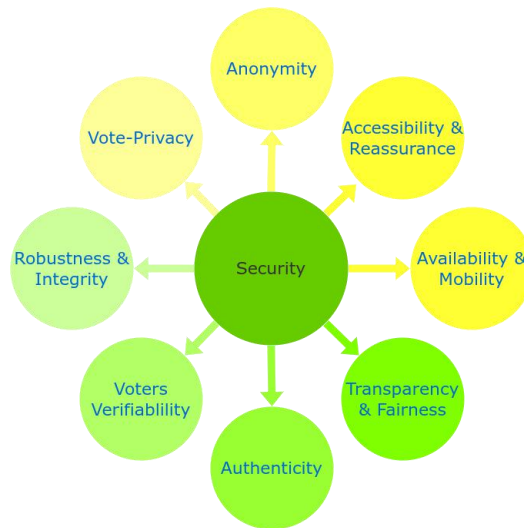 Anonymity
Vote-Privacy
Accessibility &
Reassurance
Robustness &
Integrity
Security
Availability &
Mobility
Voters
Verifiablility
Transparency
& Fairness
Authenticity